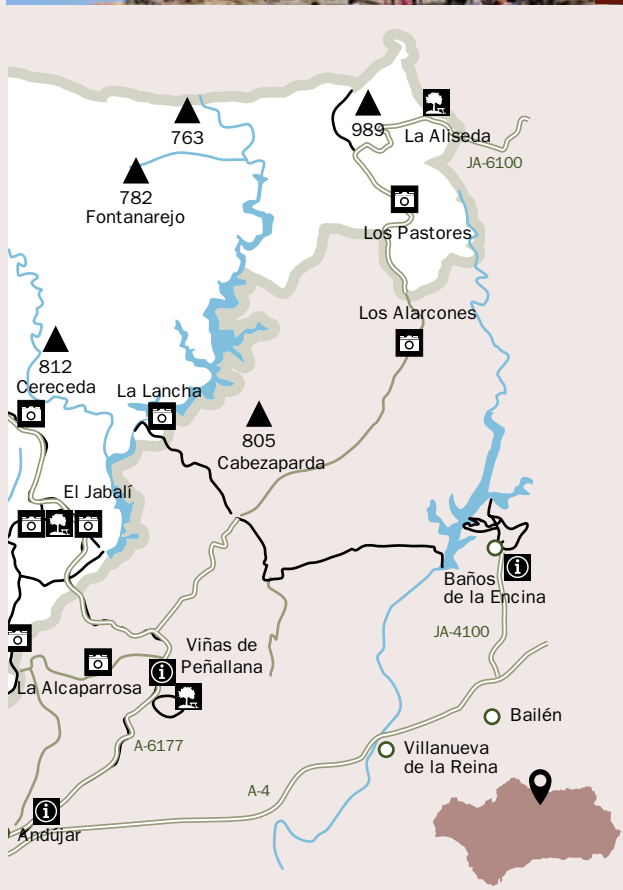 763
989
La Aliseda
JA-6100
782
Fontanarejo
Los Pastores
Los Alarcones
812
Cereceda
La Lancha
805
Cabezaparda
El Jabalí
Baños
de la Encina
JA-4100
Viñas de
Peñallana
La Alcaparrosa
A-6177
Bailén
Villanueva
de la Reina
A-4
Andújar